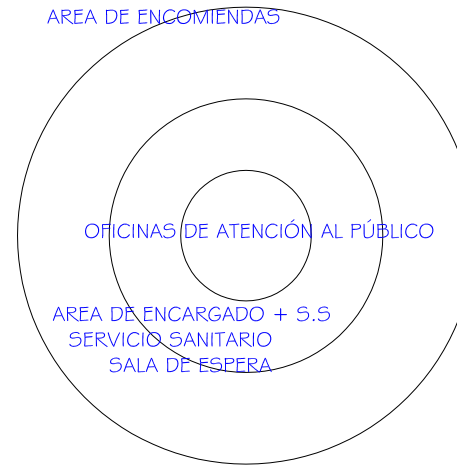 AREA DE ENCOMIENDAS
OFICINAS DE ATENCIÓN AL PÚBLICO
AREA DE ENCARGADO + S.S
SERVICIO SANITARIO
SALA DE ESPERA